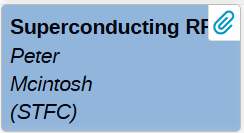 Superconducting RF
Peter
Mcintosh
(STFC)